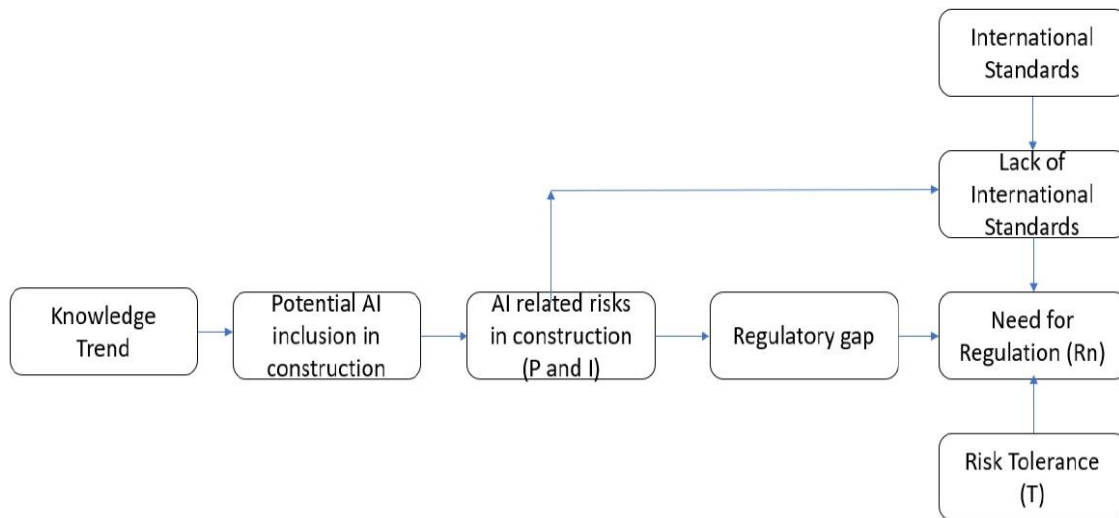 International
Standards
Lack of
International
Standards
Knowledge
Trend
Potential AI
inclusion in
construction
AI related risks
in construction
(P and I)
Regulatory gap
Need for
Regulation (Rn)
Risk Tolerance
(T)